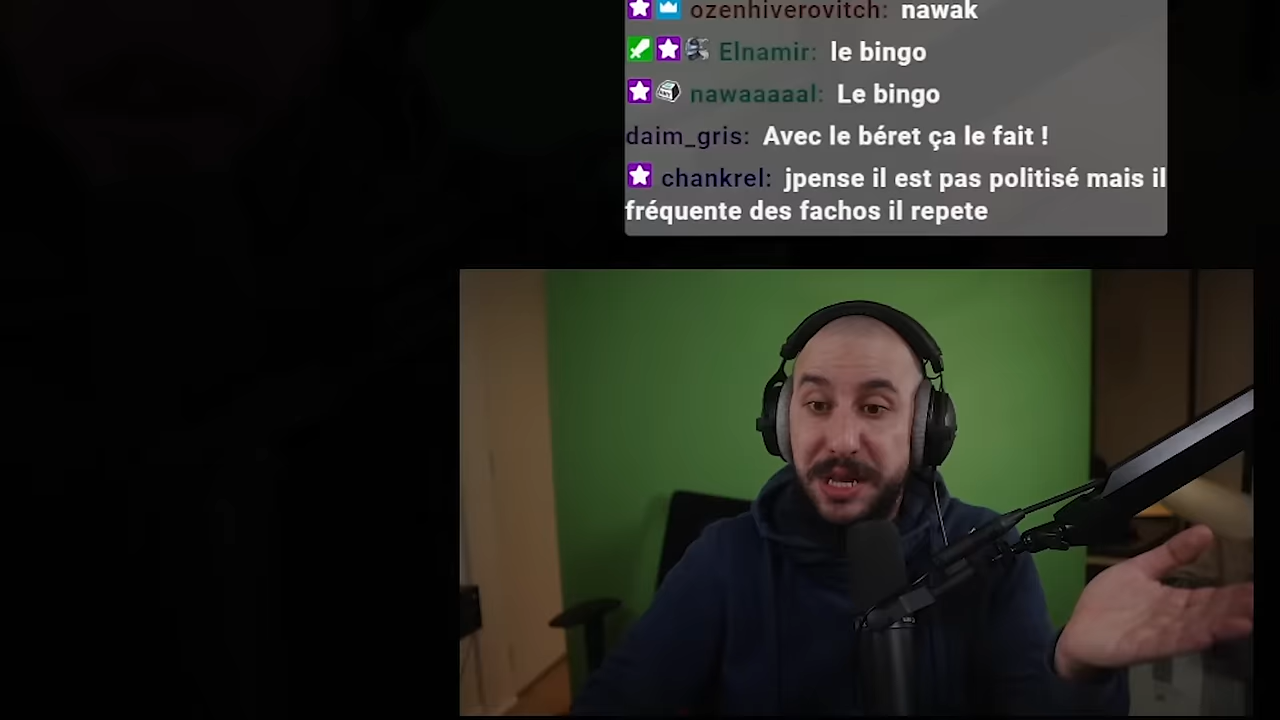 ozenhiverovitch: nawak
Elnamir: le bingo
nawaaaaal: Le bingo
daim_gris: Avec le béret ça le fait !
chankrel: jpense il est pas politisé mais il
fréquente des fachos il repete